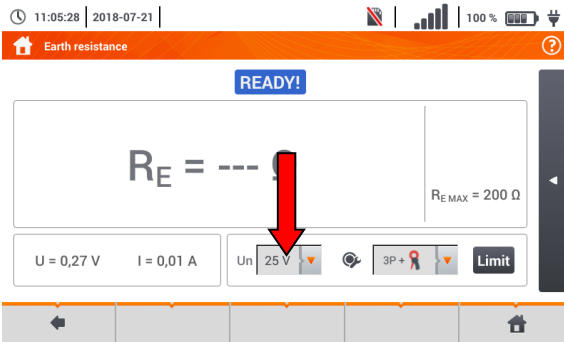 11:05:28 2018-07-21 100 %
Earth resistance ?
READY!
RE = --- Ω
RE MAX = 200 Ω
U = 0,27 V I = 0,01 A Un 25 V 3P + Limit